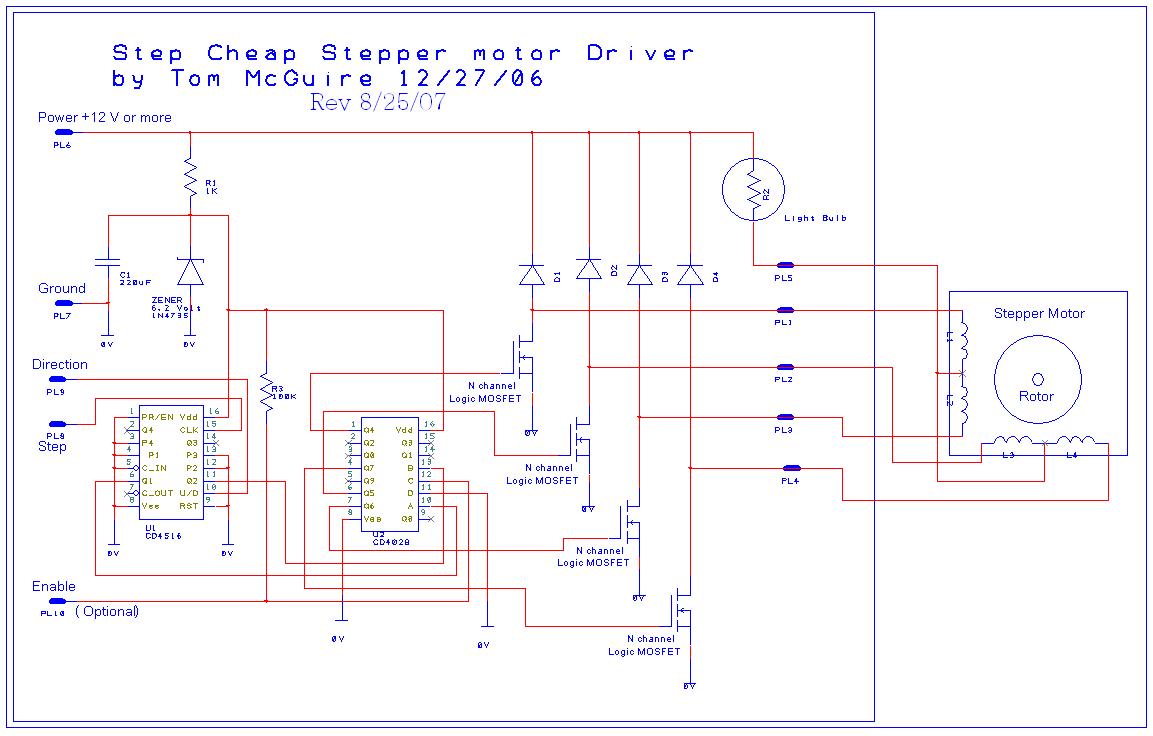 Step Cheap Stepper motor Driver
by Tom McGuire 12/27/06
Rev 8/25/07
Power +12 V or more
PL6
R1
1K
R2
Light Bulb
C1
220uF
ZENER
6.2 Volt
1N4735
D1
D2
D3
D4
PL5
Ground
PL7
0V
0V
PL1
Stepper Motor
L1
L2
Rotor
Direction
PL9
R3
100K
N channel
Logic MOSFET
PL2
PL8
Step
1 PR/EN Vdd 16
2 Q4 CLK 15
3 P4 Q3 14
4 P1 P3 13
5 C_IN P2 12
6 Q1 Q2 11
7 C_OUT U/D 10
8 Vee RST 9
U1
CD4516
0V
0V
1 Q4 Vdd 16
2 Q2 Q3 15
3 Q0 Q1 14
4 Q7 B 13
5 Q9 C 12
6 Q5 D 11
7 Q6 A 10
8 Vee Q8 9
U2
CD4028
0V
PL3
L3
L4
N channel
Logic MOSFET
PL4
0V
N channel
Logic MOSFET
0V
Enable
PL10
( Optional)
0V
0V
N channel
Logic MOSFET
0V